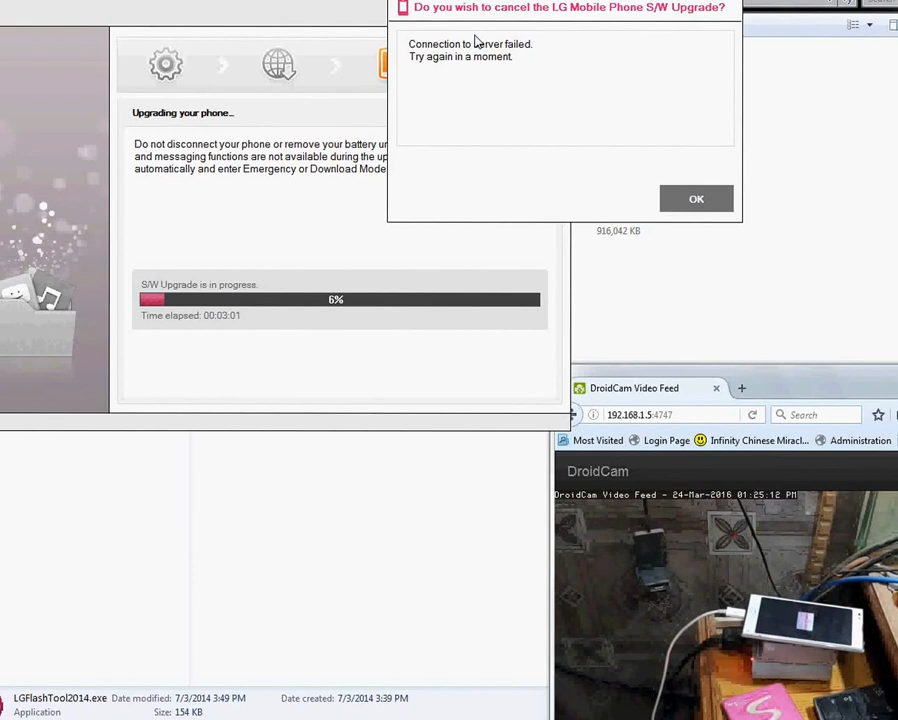 Do you wish to cancel the LG Mobile Phone S/W Upgrade?
Connection to server failed.
Try again in a moment.
OK
Upgrading your phone...
Do not disconnect your phone or remove your battery
and messaging functions are not available during the
automatically and enter Emergency or Download Mode
916,042 KB
S/W Upgrade is in progress.
6%
Time elapsed: 00:03:01
DroidCam Video Feed
192.168.1.5:4747
Search
Most Visited Login Page Infinity Chinese Miracl... Administration
DroidCam
DroidCam Video Feed - 24-Mar-2016 01:25:12 PM
LGFlashTool2014.exe Date modified: 7/3/2014 3:49 PM Date created: 7/3/2014 3:39 PM
Application Size: 154 KB